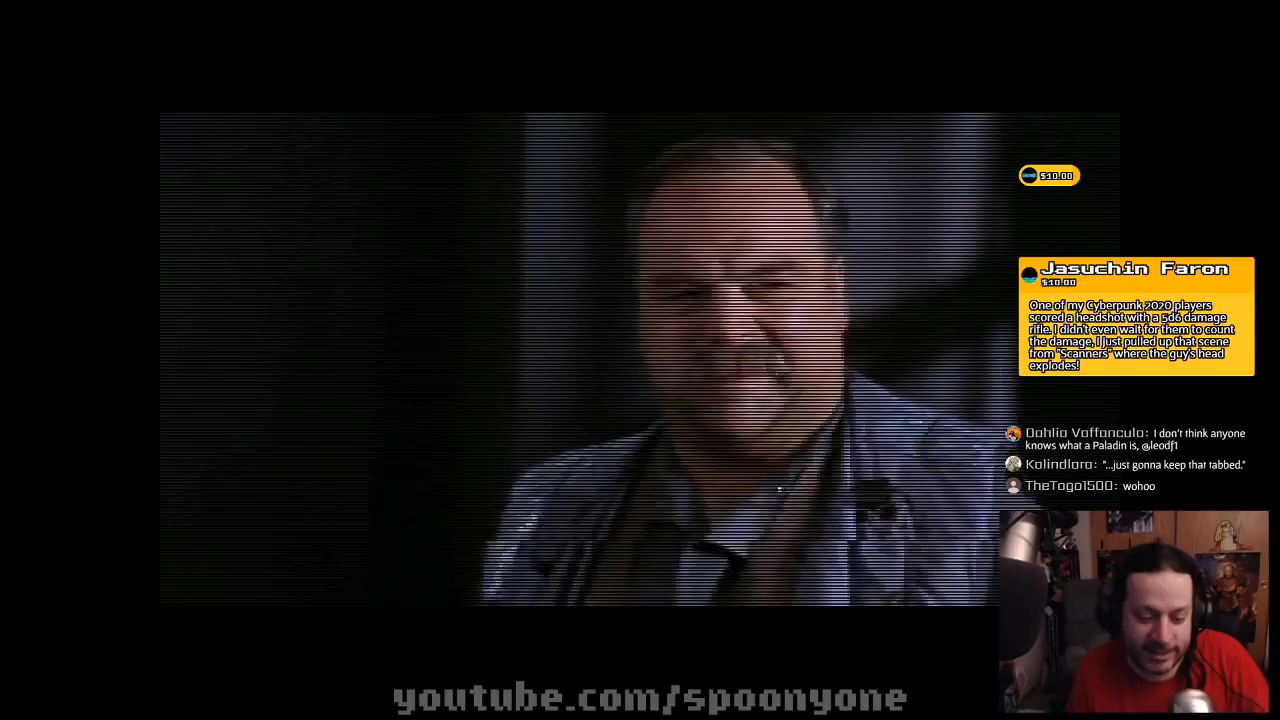 $10.00
Jasuchin Faron
$10.00
One of my Cyberpunk 2020 players
scored a headshot with a 5d6 damage
rifle. I didn't even wait for them to count
the damage, I just pulled up that scene
from "Scanners" where the guy's head
explodes!
Dahlia Vaffanculo: I don't think anyone
knows what a Paladin is, @leodf1
Kalindlara: "...just gonna keep that tabbed."
TheTago1500: wohoo
youtube.com/spoonyone